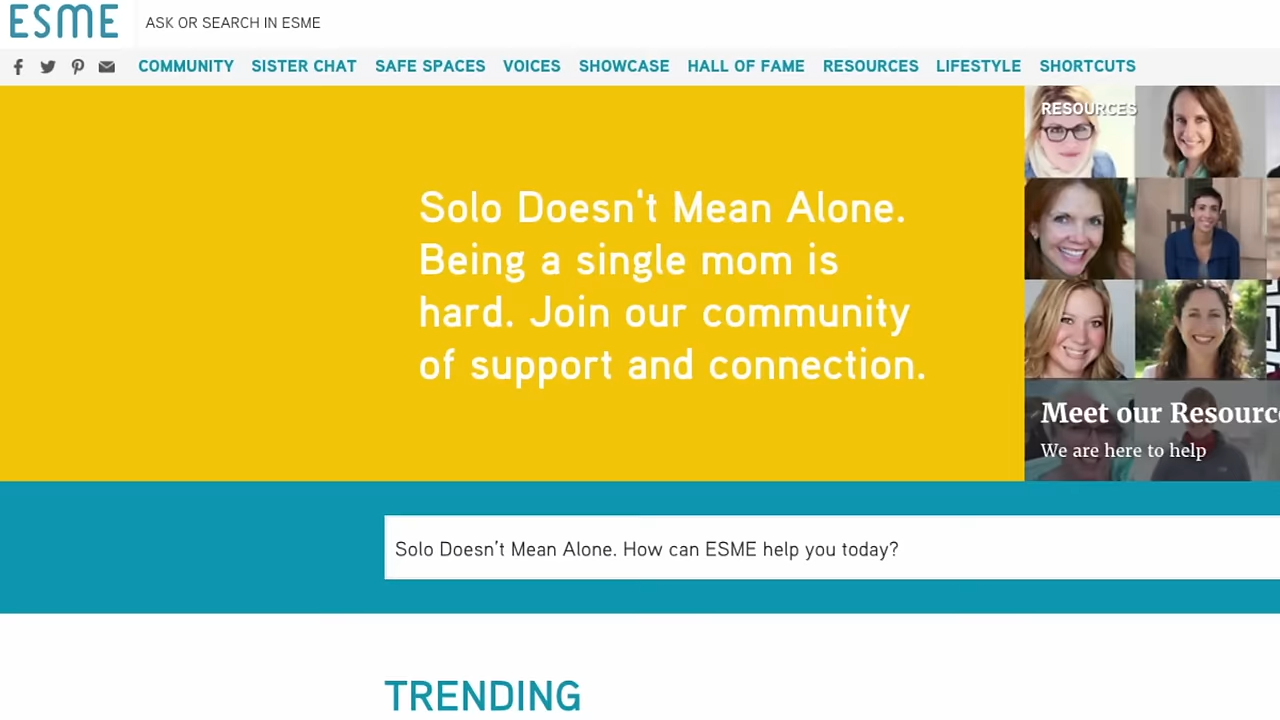 ESME
ASK OR SEARCH IN ESME
COMMUNITY SISTER CHAT SAFE SPACES VOICES SHOWCASE HALL OF FAME RESOURCES LIFESTYLE SHORTCUTS
Solo Doesn't Mean Alone.
Being a single mom is
hard. Join our community
of support and connection.
RESOURCES
Meet our Resourc
We are here to help
Solo Doesn’t Mean Alone. How can ESME help you today?
TRENDING